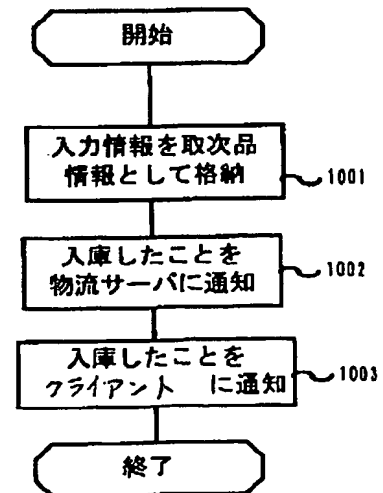 開始
入力情報を取次品
情報として格納
1001
入庫したことを
物流サーバに通知
1002
入庫したことを
クライアント に通知
1003
終了